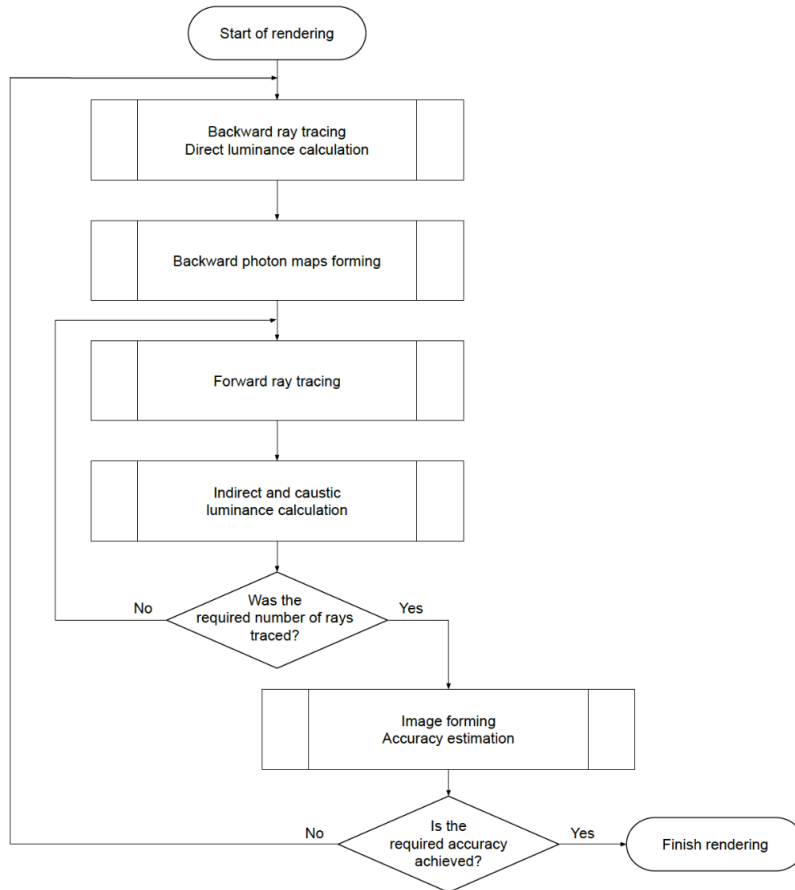 Start of rendering
Backward ray tracing
Direct luminance calculation
Backward photon maps forming
Forward ray tracing
Indirect and caustic
luminance calculation
No
Was the
required number of rays
traced?
Yes
Image forming
Accuracy estimation
No
Is the
required accuracy
achieved?
Yes
Finish rendering